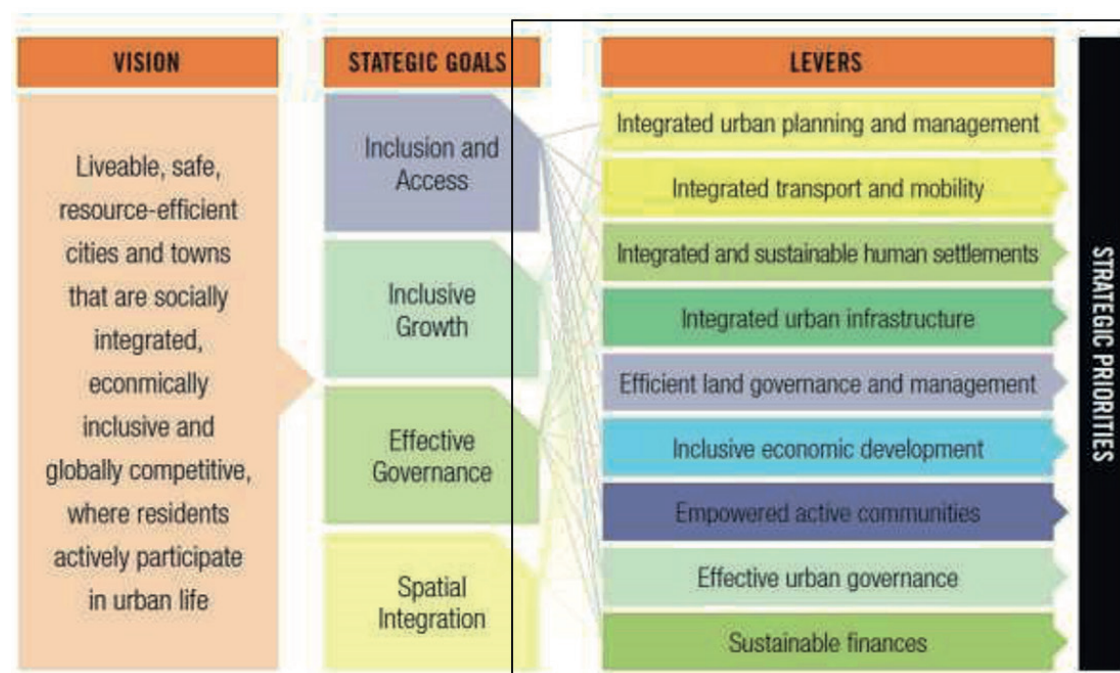 VISION
Liveable, safe,
resource-efficient
cities and towns
that are socially
integrated,
econmically
inclusive and
globally competitive,
where residents
actively participate
in urban life
STATEGIC GOALS
Inclusion and
Access
Inclusive
Growth
Effective
Governance
Spatial
Integration
LEVERS
Integrated urban planning and management
Integrated transport and mobility
Integrated and sustainable human settlements
Integrated urban infrastructure
Efficient land governance and management
Inclusive economic development
Empowered active communities
Effective urban governance
Sustainable finances
STRATEGIC PRIORITIES